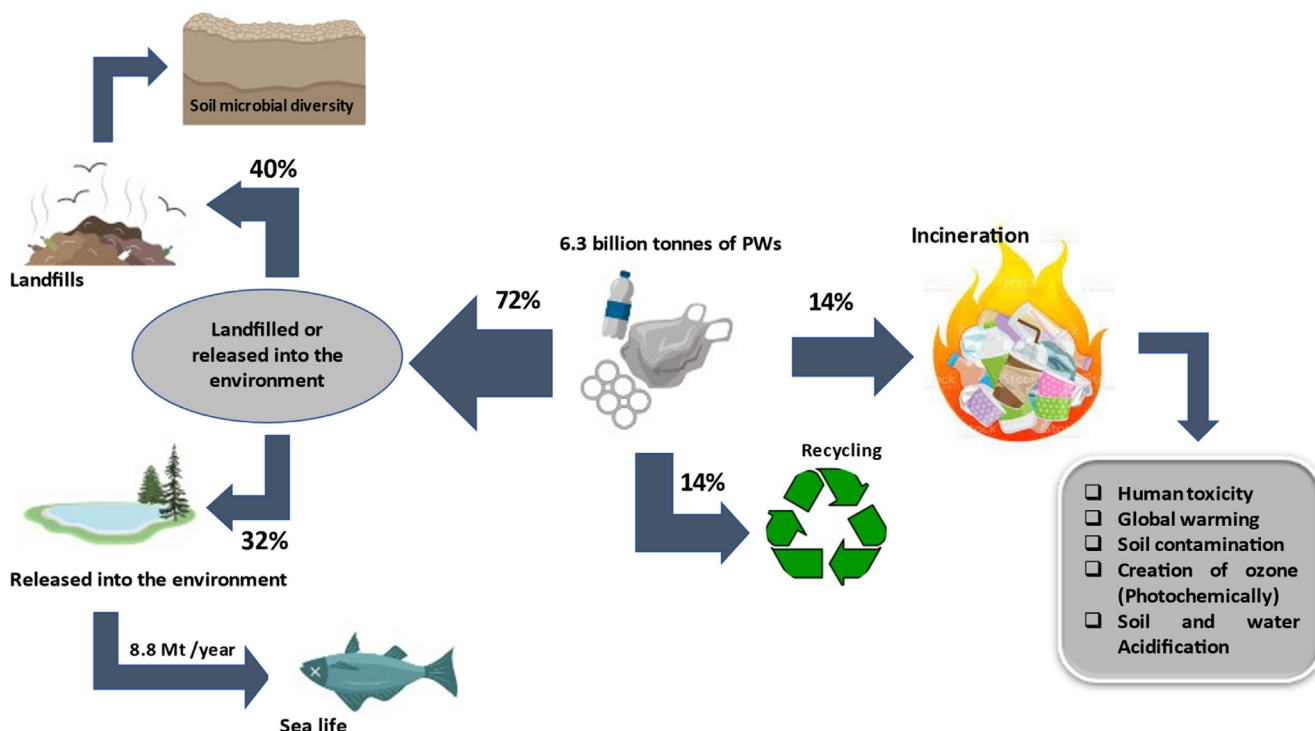 Soil microbial diversity
40%
Landfills
6.3 billion tonnes of PWs
Incineration
72%
14%
Landfilled or
released into the
environment
Recycling
14%
32%
Released into the environment
8.8 Mt /year
Sea life
Human toxicity
Global warming
Soil contamination
Creation of ozone
(Photochemically)
Soil and water
Acidification